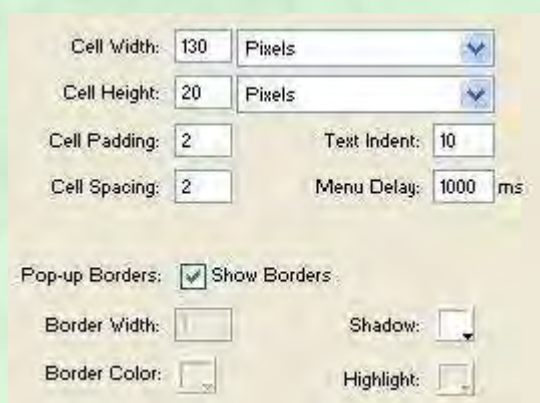 Cell Width: 130 Pixels
Cell Height: 20 Pixels
Cell Padding: 2 Text Indent: 10
Cell Spacing: 2 Menu Delay: 1000 ms
Pop-up Borders: Show Borders
Border Width: 1 Shadow:
Border Color: Highlight: